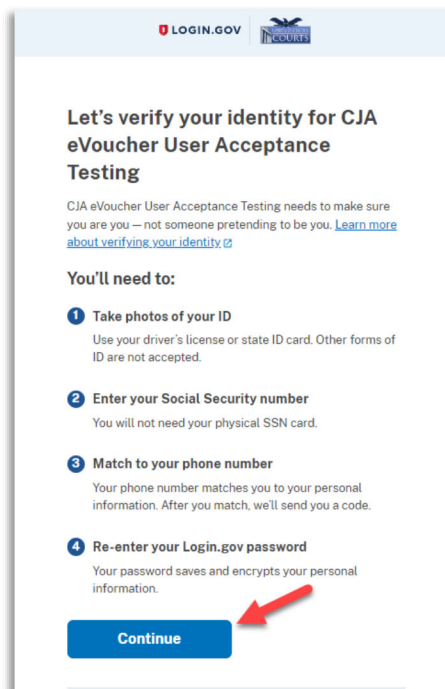 LOGIN.GOV
UNITED STATES
COURTS
Let's verify your identity for CJA
eVoucher User Acceptance
Testing
CJA eVoucher User Acceptance Testing needs to make sure
you are you — not someone pretending to be you. Learn more
about verifying your identity
You'll need to:
1 Take photos of your ID
Use your driver's license or state ID card. Other forms of
ID are not accepted.
2 Enter your Social Security number
You will not need your physical SSN card.
3 Match to your phone number
Your phone number matches you to your personal
information. After you match, we'll send you a code.
4 Re-enter your Login.gov password
Your password saves and encrypts your personal
information.
Continue